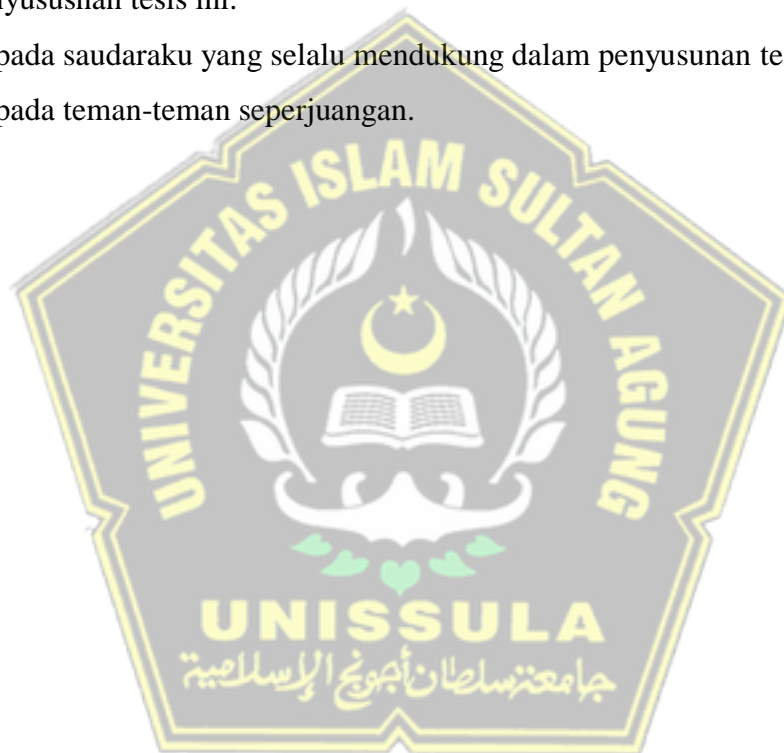 nyusushan tesis ini.
pada saudaraku yang selalu mendukung dalam penyusunan te
pada teman-teman seperjuangan.
UNIVERSITAS ISLAM SULTAN AGUNG
UNISSULA
جامعة سلطان أجونج الإسلامية